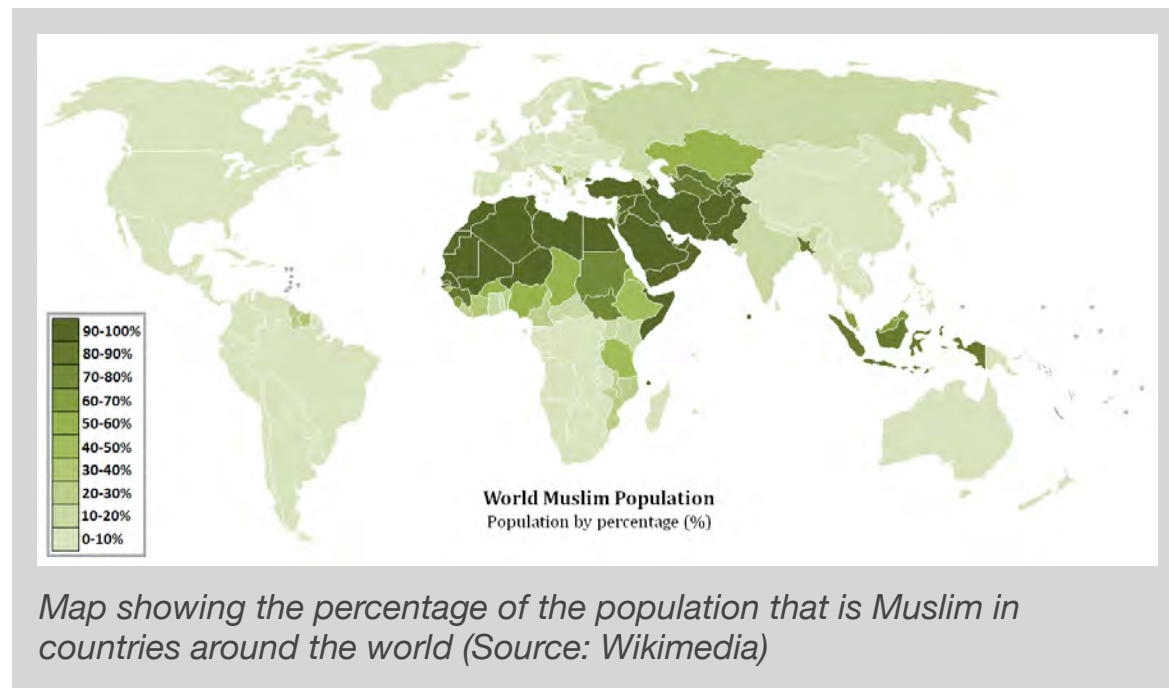 90-100%
80-90%
70-80%
60-70%
50-60%
40-50%
30-40%
20-30%
10-20%
0-10%
World Muslim Population
Population by percentage (%)
Map showing the percentage of the population that is Muslim in
countries around the world (Source: Wikimedia)